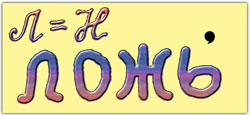 Л = Н
ЛОЖЬ,